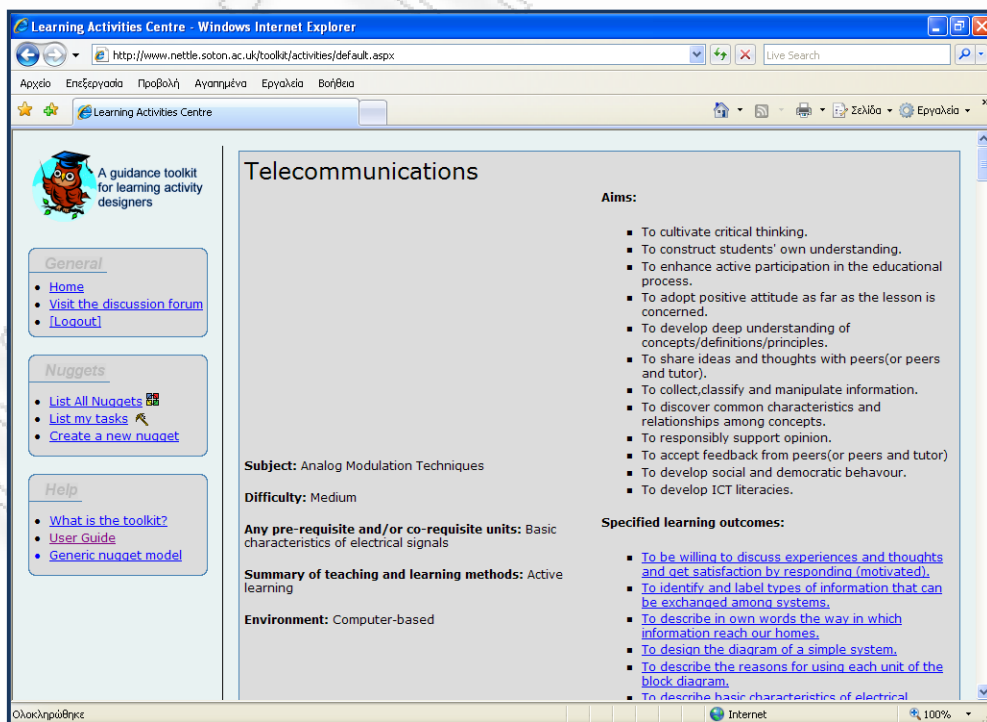 Learning Activities Centre - Windows Internet Explorer
http://www.nettle.soton.ac.uk/toolkit/activities/default.aspx
Live Search
Αρχείο Επεξεργασία Προβολή Αγαπημένα Εργαλεία Βοήθεια
Learning Activities Centre
Σελίδα
Εργαλεία
A guidance toolkit
for learning activity
designers
General
Home
Visit the discussion forum
[Logout]
Nuggets
List All Nuggets
List my tasks
Create a new nugget
Help
What is the toolkit?
User Guide
Generic nugget model
Telecommunications
Subject: Analog Modulation Techniques
Difficulty: Medium
Any pre-requisite and/or co-requisite units: Basic
characteristics of electrical signals
Summary of teaching and learning methods: Active
learning
Environment: Computer-based
Aims:
To cultivate critical thinking.
To construct students' own understanding.
To enhance active participation in the educational
process.
To adopt positive attitude as far as the lesson is
concerned.
To develop deep understanding of
concepts/definitions/principles.
To share ideas and thoughts with peers(or peers
and tutor).
To collect,classify and manipulate information.
To discover common characteristics and
relationships among concepts.
To responsibly support opinion.
To accept feedback from peers(or peers and tutor)
To develop social and democratic behavour.
To develop ICT literacies.
Specified learning outcomes:
To be willing to discuss experiences and thoughts
and get satisfaction by responding (motivated).
To identify and label types of information that can
be exchanged among systems.
To describe in own words the way in which
information reach our homes.
To design the diagram of a simple system.
To describe the reasons for using each unit of the
block diagram.
To describe basic characteristics of electrical
Ολοκληρώθηκε
Internet
100%